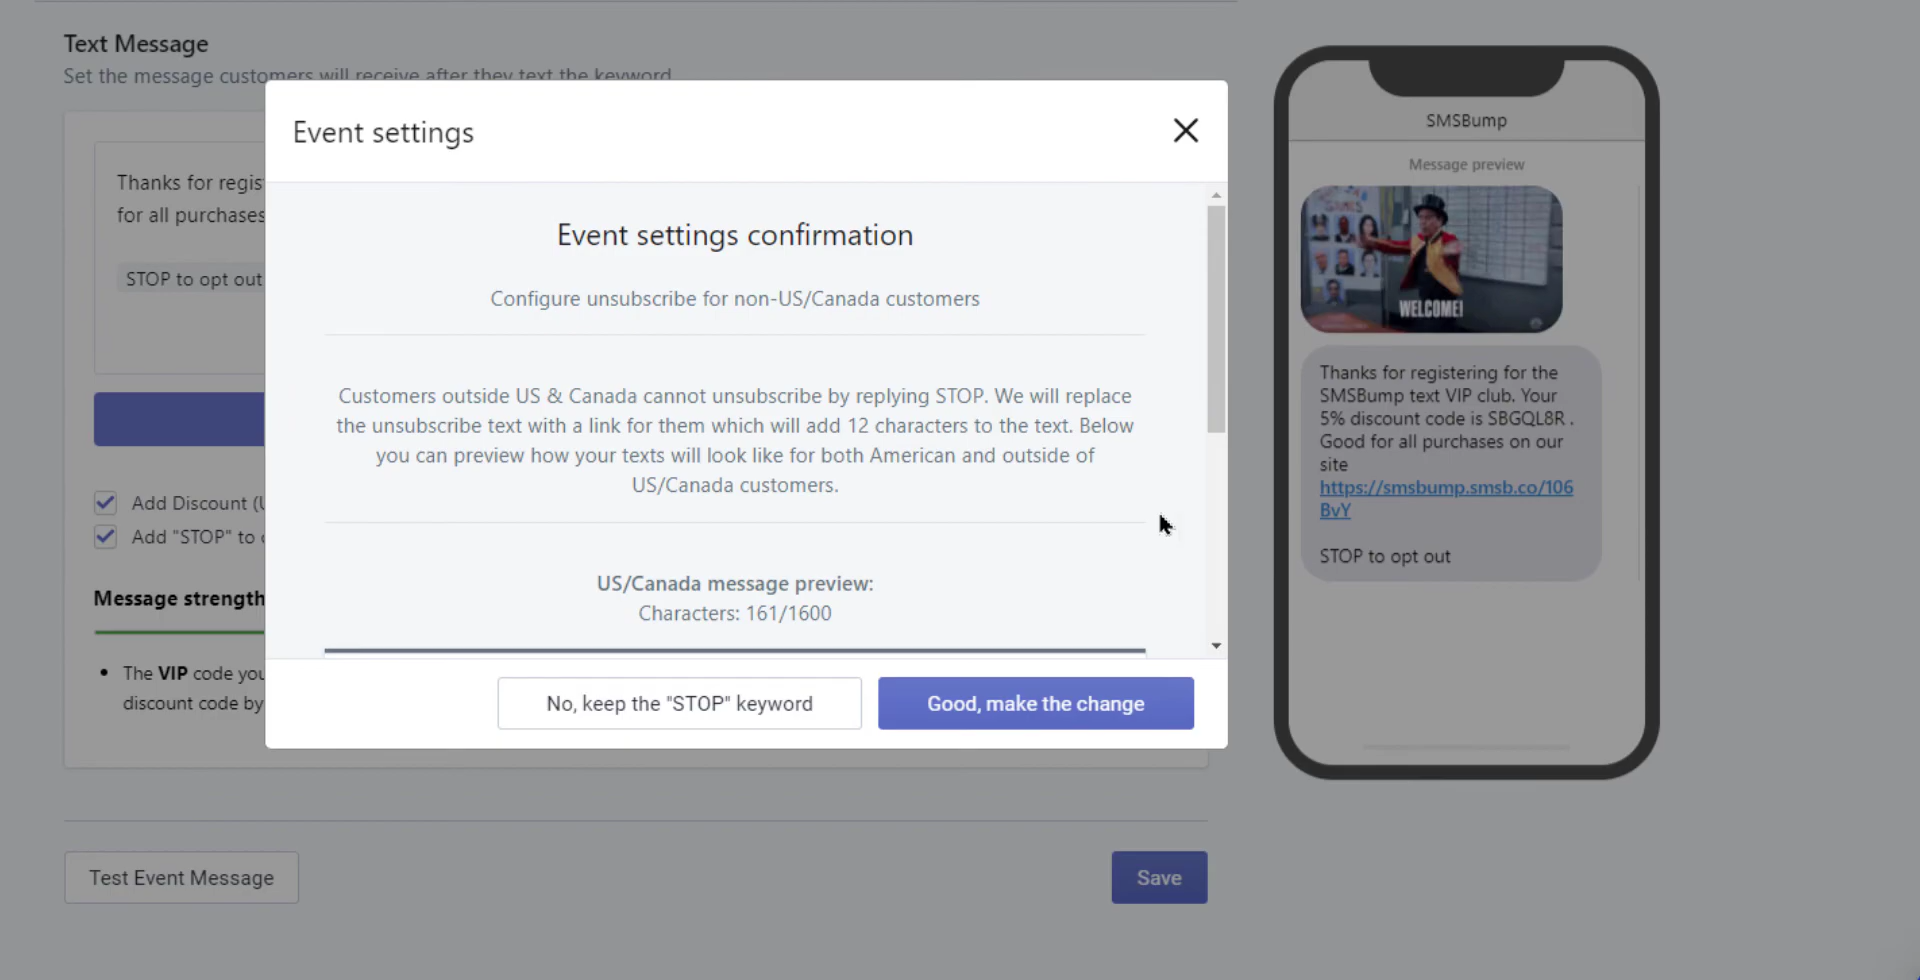 Text Message
Set the message customers will receive after they text the keyword
Thanks for regis
for all purchases
STOP to opt out
Add Discount (U
Add "STOP" to
Message strength
The VIP code you
discount code by
Test Event Message
Save
Event settings
Event settings confirmation
Configure unsubscribe for non-US/Canada customers
Customers outside US & Canada cannot unsubscribe by replying STOP. We will replace
the unsubscribe text with a link for them which will add 12 characters to the text. Below
you can preview how your texts will look like for both American and outside of
US/Canada customers.
US/Canada message preview:
Characters: 161/1600
No, keep the "STOP" keyword
Good, make the change
SMSBump
Message preview
WELCOME!
Thanks for registering for the
SMSBump text VIP club. Your
5% discount code is SBGQL8R .
Good for all purchases on our
site
https://smsbump.smsb.co/106
BvY
STOP to opt out